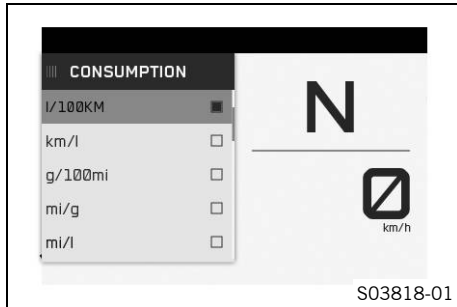 CONSUMPTION
l/100KM
km/l
g/100mi
mi/g
mi/l
N
0
km/h
S03818-01